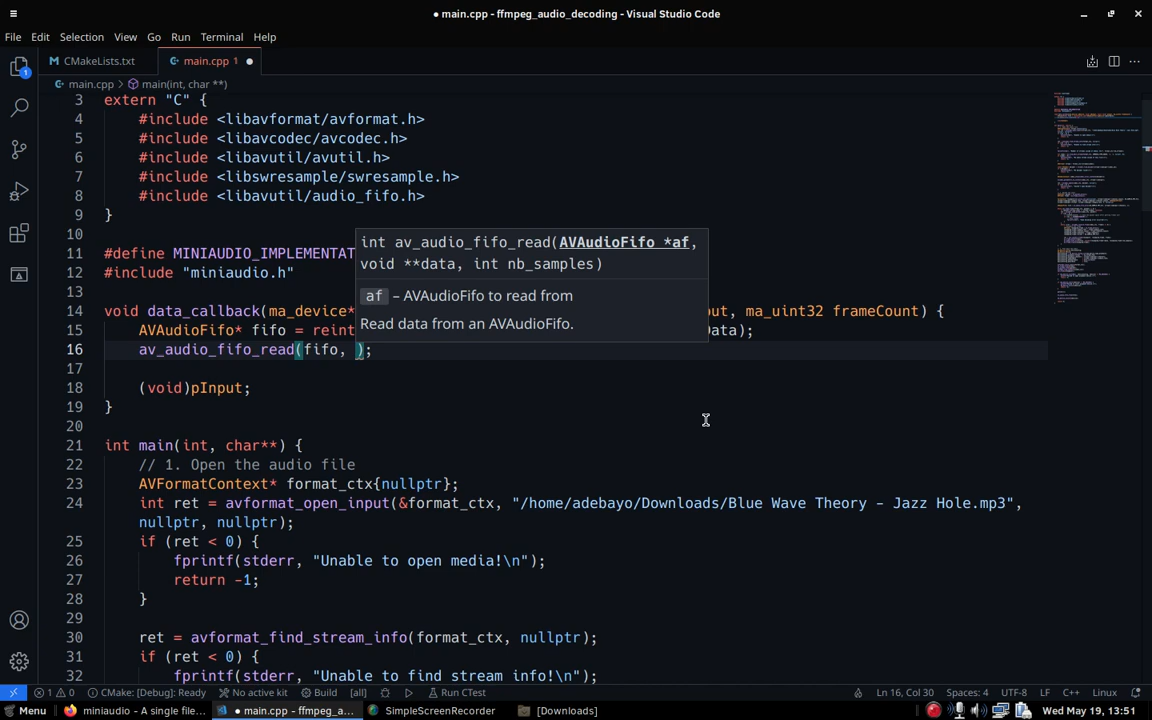 ● main.cpp - ffmpeg_audio_decoding - Visual Studio Code
File Edit Selection View Go Run Terminal Help
CMakeLists.txt
main.cpp 1 ●
main.cpp > main(int, char **)
3 extern "C" {
4 #include <libavformat/avformat.h>
5 #include <libavcodec/avcodec.h>
6 #include <libavutil/avutil.h>
7 #include <libswresample/swresample.h>
8 #include <libavutil/audio_fifo.h>
9 }
10
11 #define MINIAUDIO_IMPLEMENTAT
12 #include "miniaudio.h"
13
int av_audio_fifo_read(AVAudioFifo *af,
void **data, int nb_samples)
af – AVAudioFifo to read from
Read data from an AVAudioFifo.
14 void data_callback(ma_device* out, ma_uint32 frameCount) {
15 AVAudioFifo* fifo = reint Data);
16 av_audio_fifo_read(fifo, );
17
18 (void)pInput;
19 }
20
21 int main(int, char**) {
22 // 1. Open the audio file
23 AVFormatContext* format_ctx{nullptr};
24 int ret = avformat_open_input(&format_ctx, "/home/adebayo/Downloads/Blue Wave Theory - Jazz Hole.mp3",
nullptr, nullptr);
25 if (ret < 0) {
26 fprintf(stderr, "Unable to open media!\n");
27 return -1;
28 }
29
30 ret = avformat_find_stream_info(format_ctx, nullptr);
31 if (ret < 0) {
32 fprintf(stderr, "Unable to find stream info!\n");
1 0 CMake: [Debug]: Ready No active kit Build [all] Run CTest Ln 16, Col 30 Spaces: 4 UTF-8 LF C++ Linux
Menu miniaudio - A single file... ● main.cpp - ffmpeg_a... SimpleScreenRecorder [Downloads] Wed May 19, 13:51